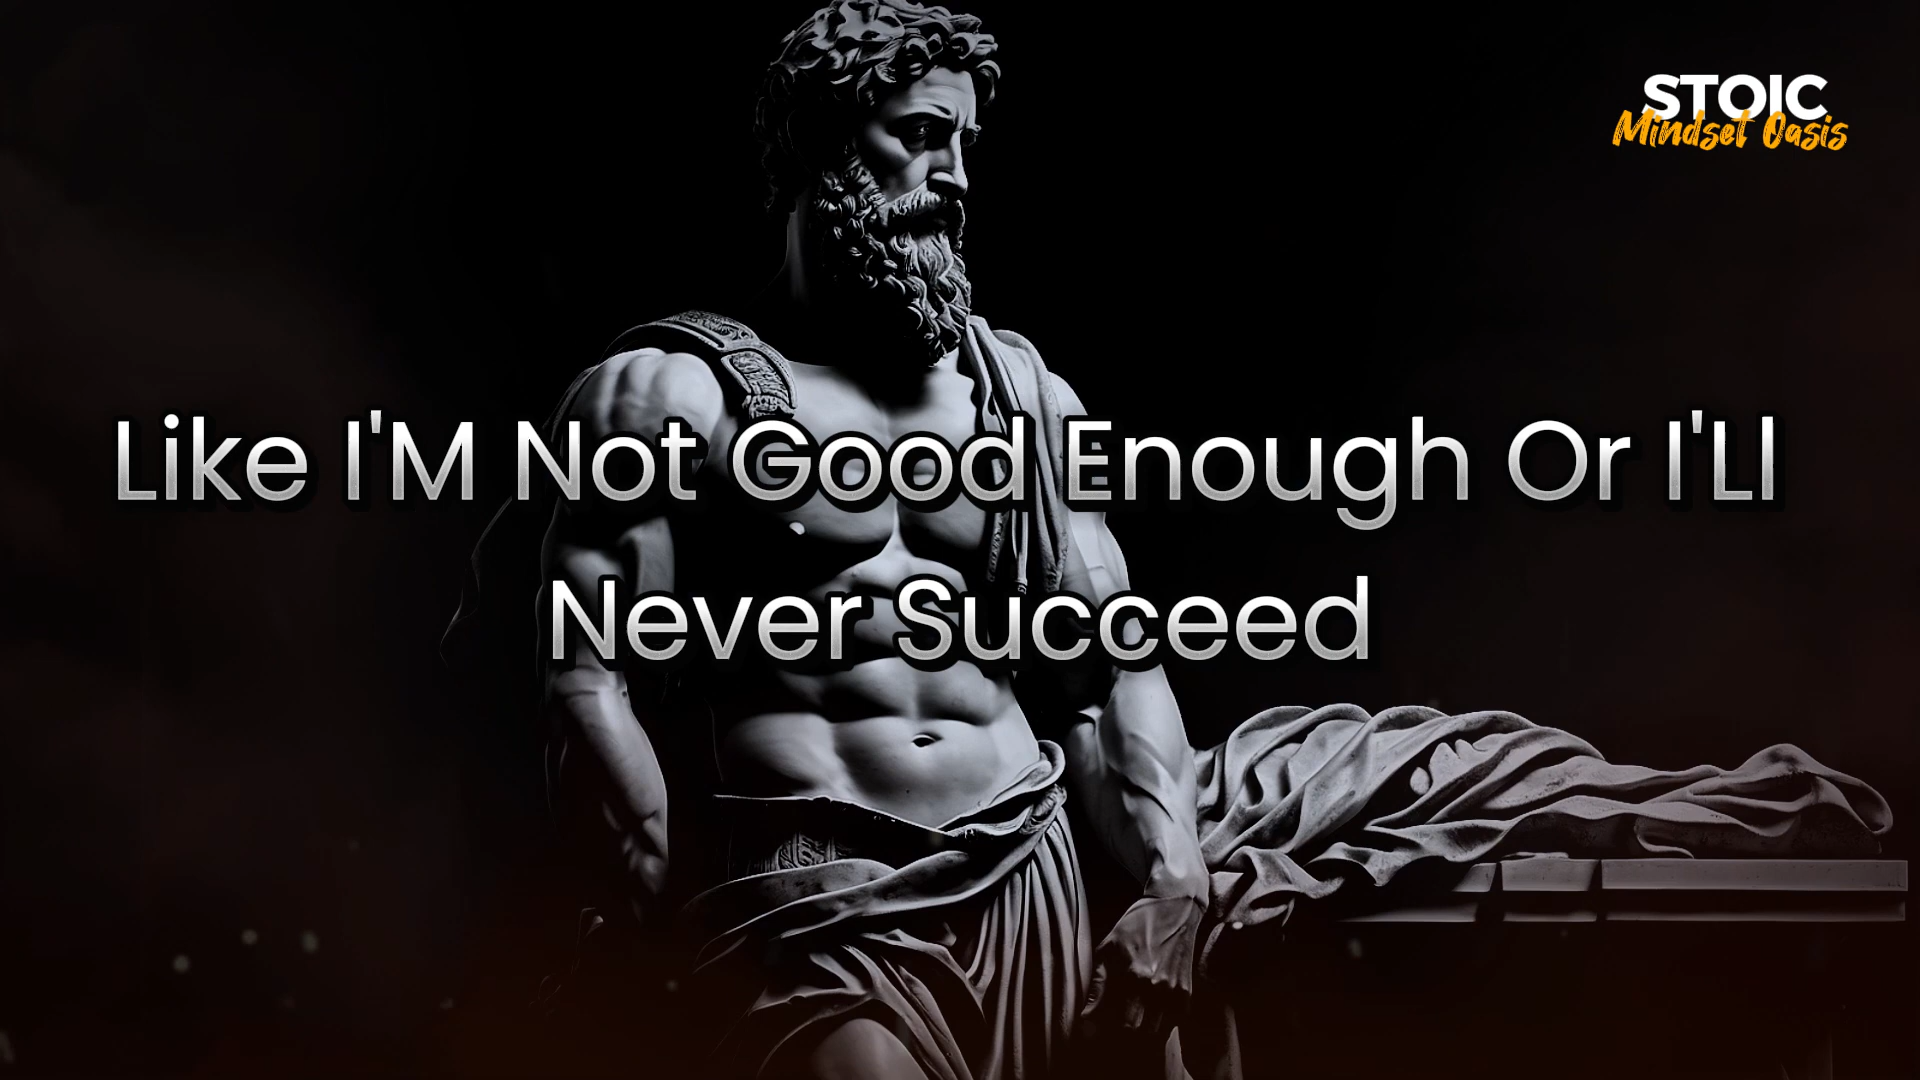 STOIC
Mindset Oasis
Like I'M Not Good Enough Or I'Ll
Never Succeed